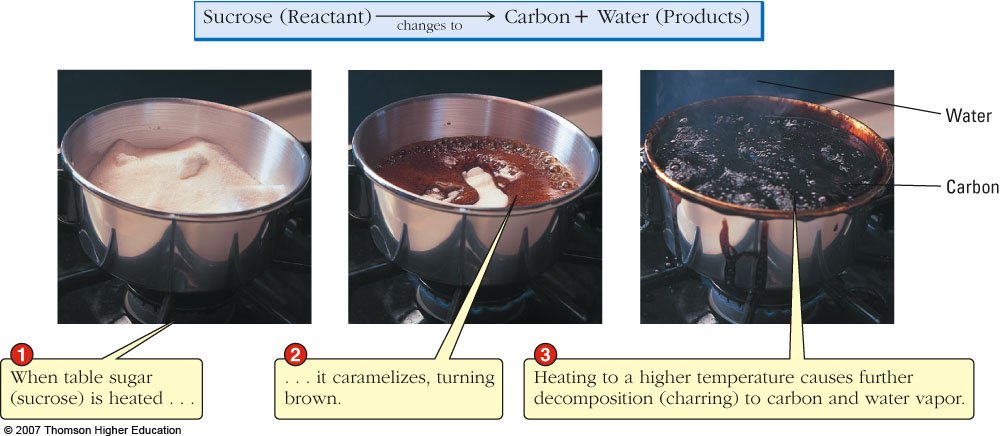 Sucrose (Reactant) changes to Carbon + Water (Products)
Water
Carbon
1
When table sugar
(sucrose) is heated . . .
2
. . . it caramelizes, turning
brown.
3
Heating to a higher temperature causes further
decomposition (charring) to carbon and water vapor.
© 2007 Thomson Higher Education